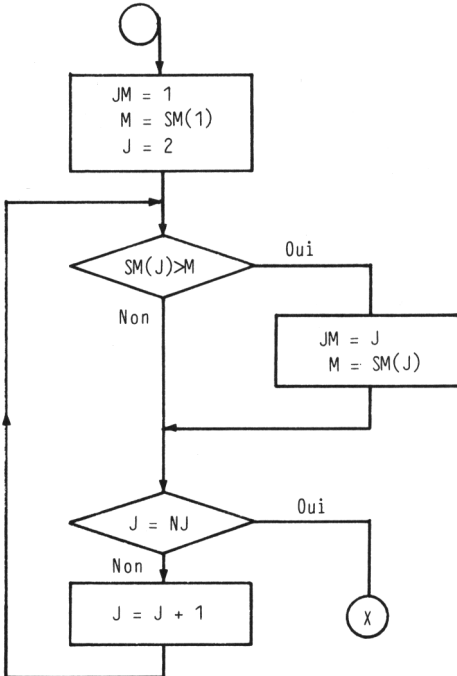 JM = 1
M = SM(1)
J = 2
SM(J)>M
Oui
Non
JM = J
M = SM(J)
J = NJ
Oui
Non
J = J + 1
X